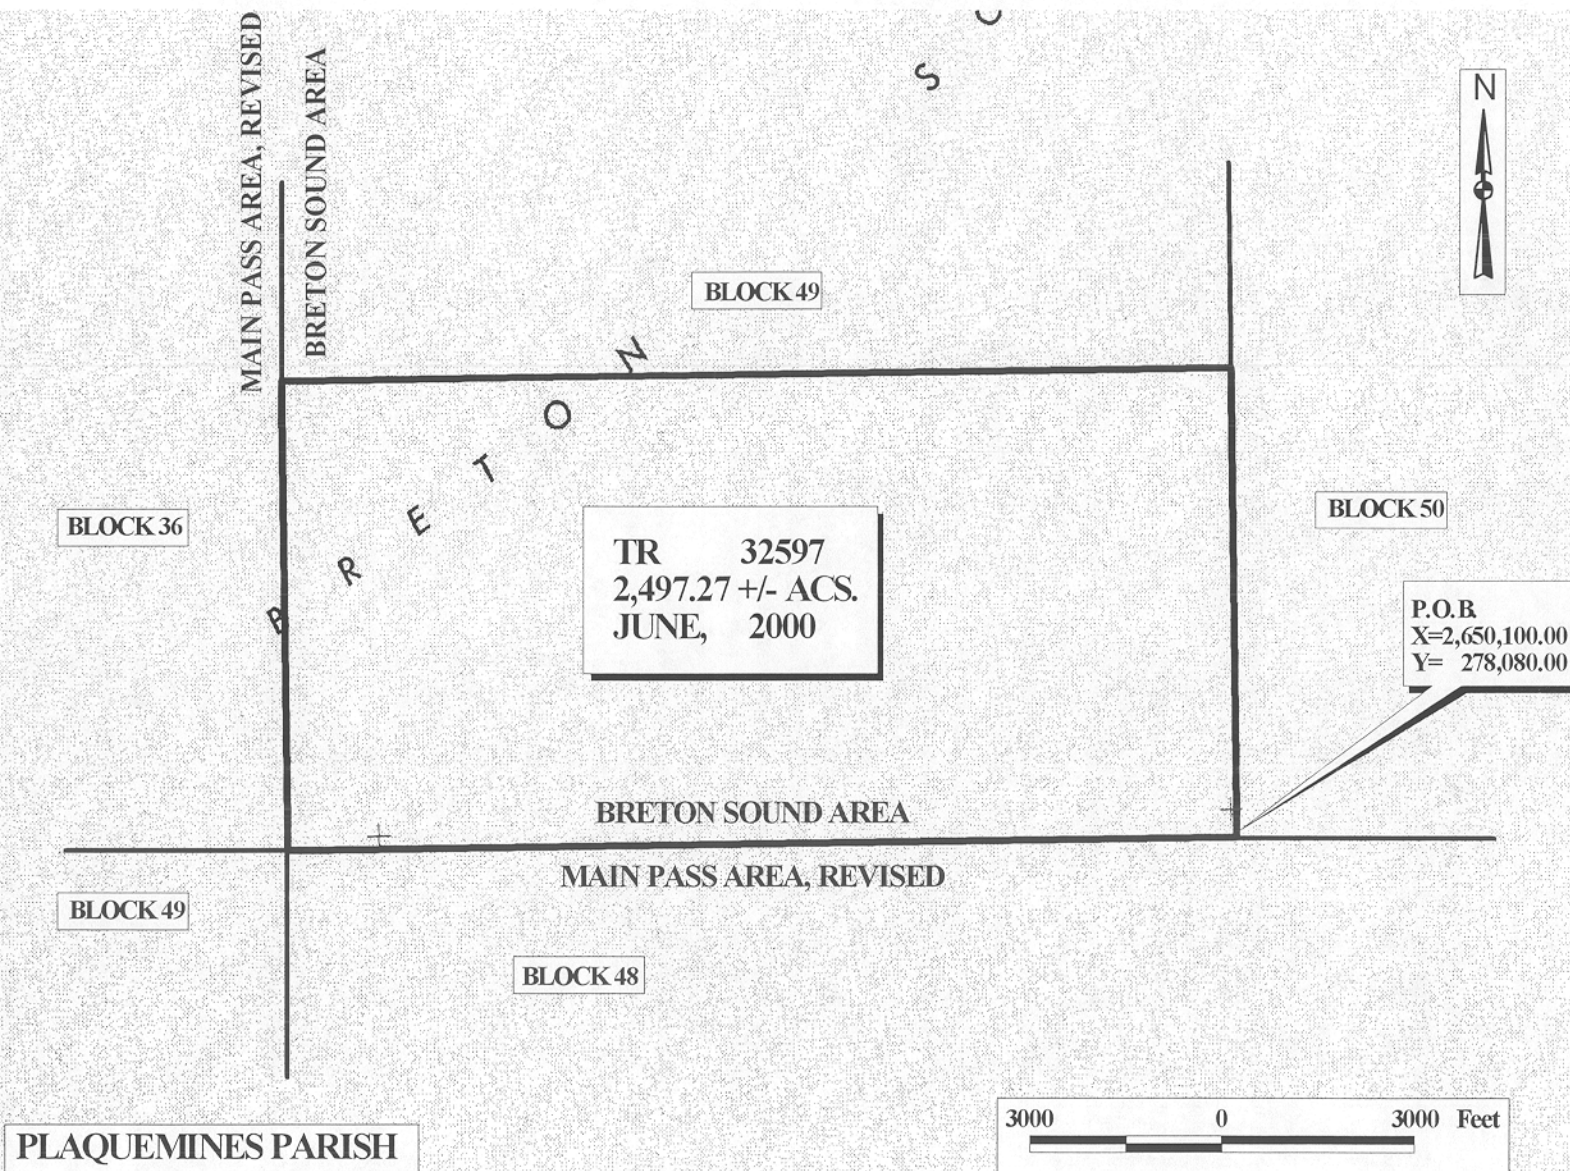 MAIN PASS AREA, REVISED
BRETON SOUND AREA
S
N
BLOCK 49
B R E T O N
BLOCK 36
BLOCK 50
TR 32597
2,497.27 +/- ACS.
JUNE, 2000
P.O.B.
X=2,650,100.00
Y= 278,080.00
BRETON SOUND AREA
MAIN PASS AREA, REVISED
BLOCK 49
BLOCK 48
3000 0 3000 Feet
PLAQUEMINES PARISH